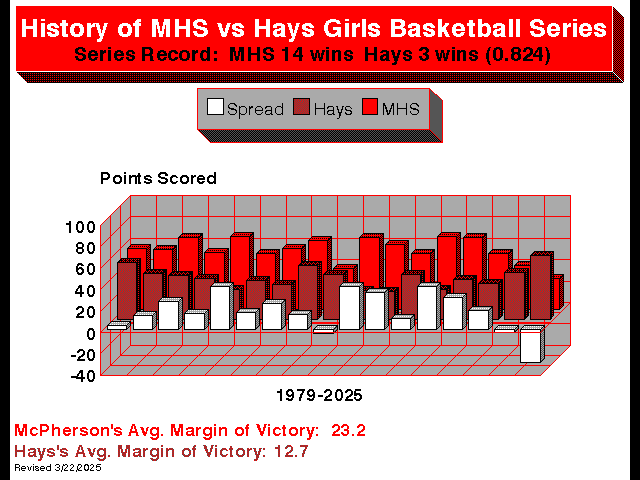 History of MHS vs Hays Girls Basketball Series
Series Record: MHS 14 wins Hays 3 wins (0.824)
Spread Hays MHS
Points Scored
100
80
60
40
20
0
-20
-40
1979-2025
McPherson's Avg. Margin of Victory: 23.2
Hays's Avg. Margin of Victory: 12.7
Revised 3/22/2025